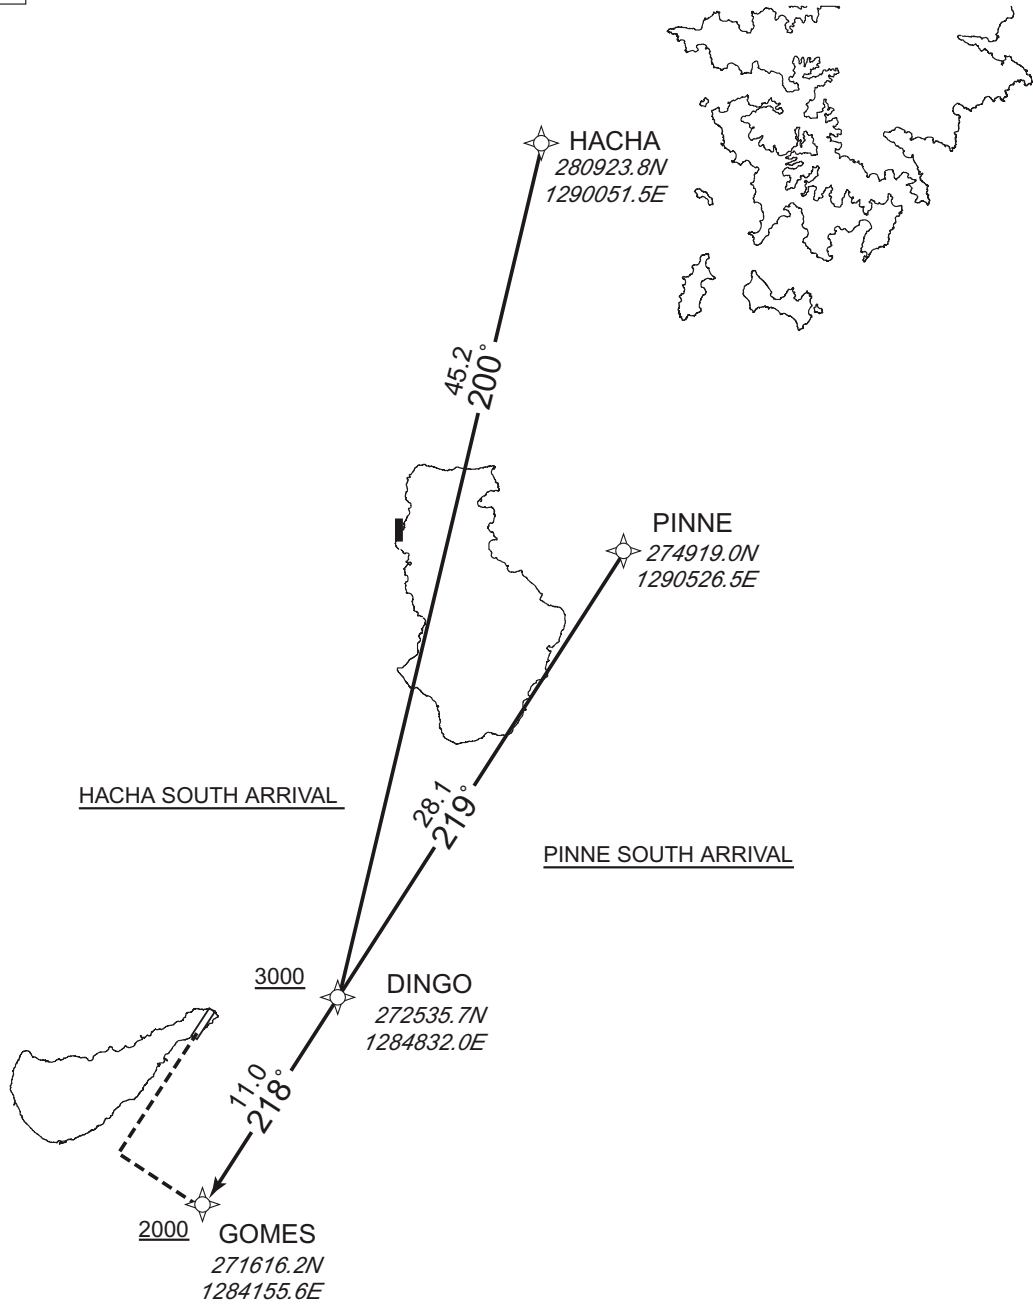 HACHA
280923.8N
1290051.5E
45.2
200°
PINNE
274919.0N
1290526.5E
HACHA SOUTH ARRIVAL
28.1
219°
PINNE SOUTH ARRIVAL
3000
DINGO
272535.7N
1284832.0E
11.0
218°
2000
GOMES
271616.2N
1284155.6E